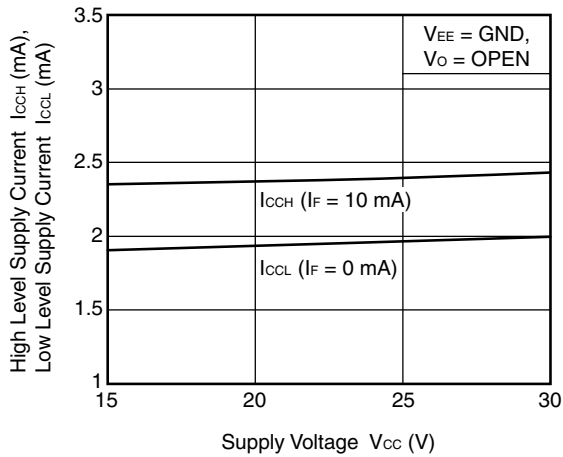 High Level Supply Current ICCH (mA),
Low Level Supply Current ICCL (mA)
3.5
3
2.5
2
1.5
1
VEE = GND,
VO = OPEN
ICCH (IF = 10 mA)
ICCL (IF = 0 mA)
15
20
25
30
Supply Voltage VCC (V)